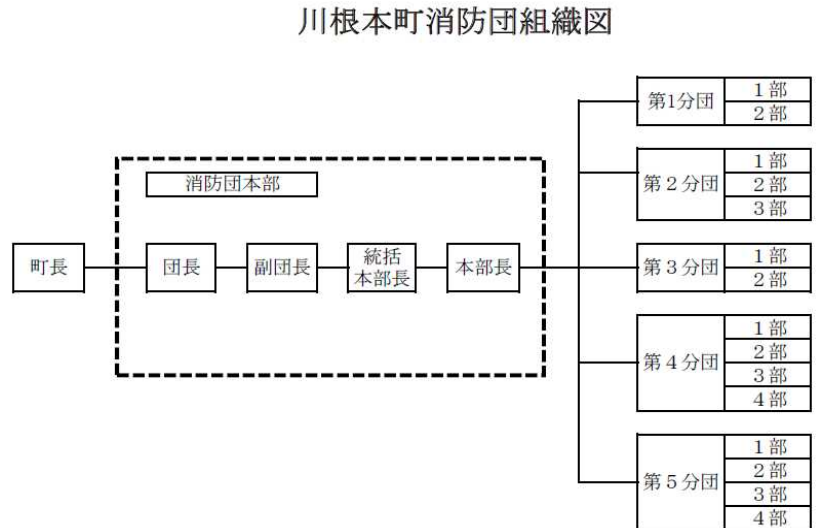 川根本町消防団組織図
消防団本部
町長
団長
副団長
統括
本部長
本部長
第1分団
１部
２部
第２分団
１部
２部
３部
第３分団
１部
２部
第４分団
１部
２部
３部
４部
第５分団
１部
２部
３部
４部